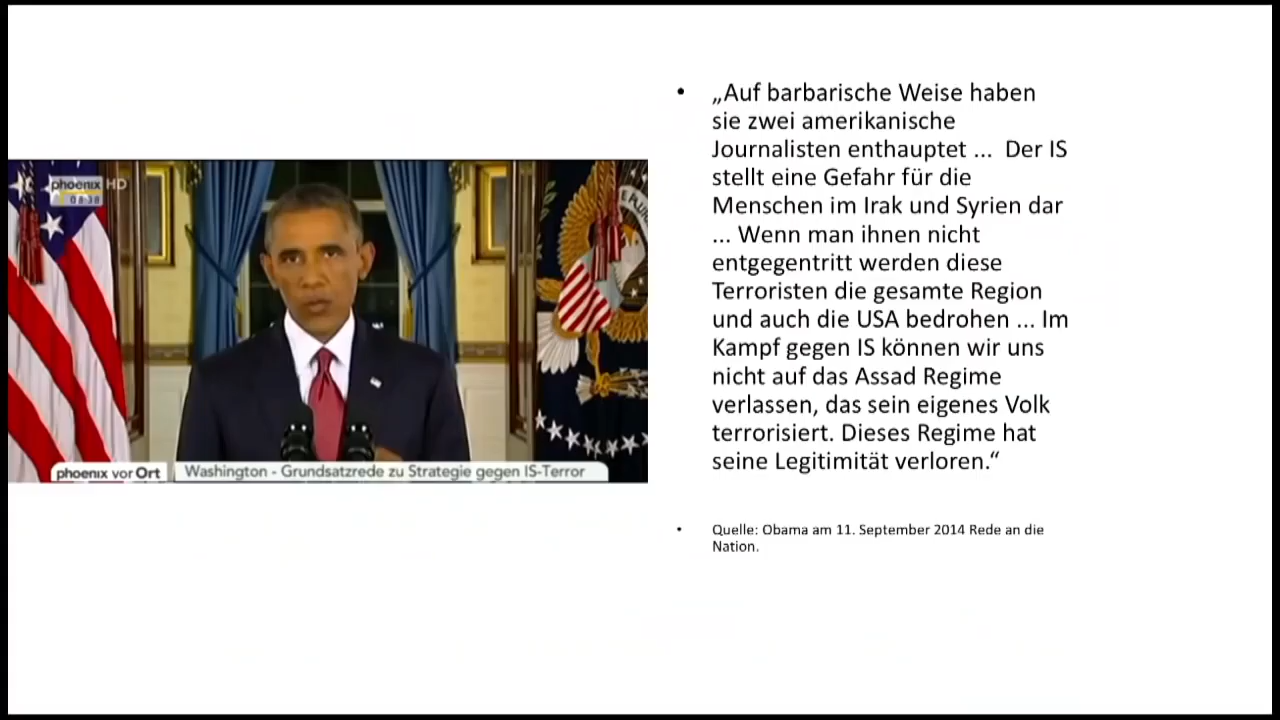 phoenix HD
08:38
phoenix vor Ort
Washington - Grundsatzrede zu Strategie gegen IS-Terror
• „Auf barbarische Weise haben
sie zwei amerikanische
Journalisten enthauptet ... Der IS
stellt eine Gefahr für die
Menschen im Irak und Syrien dar
... Wenn man ihnen nicht
entgegentritt werden diese
Terroristen die gesamte Region
und auch die USA bedrohen ... Im
Kampf gegen IS können wir uns
nicht auf das Assad Regime
verlassen, das sein eigenes Volk
terrorisiert. Dieses Regime hat
seine Legitimität verloren.“
• Quelle: Obama am 11. September 2014 Rede an die
Nation.